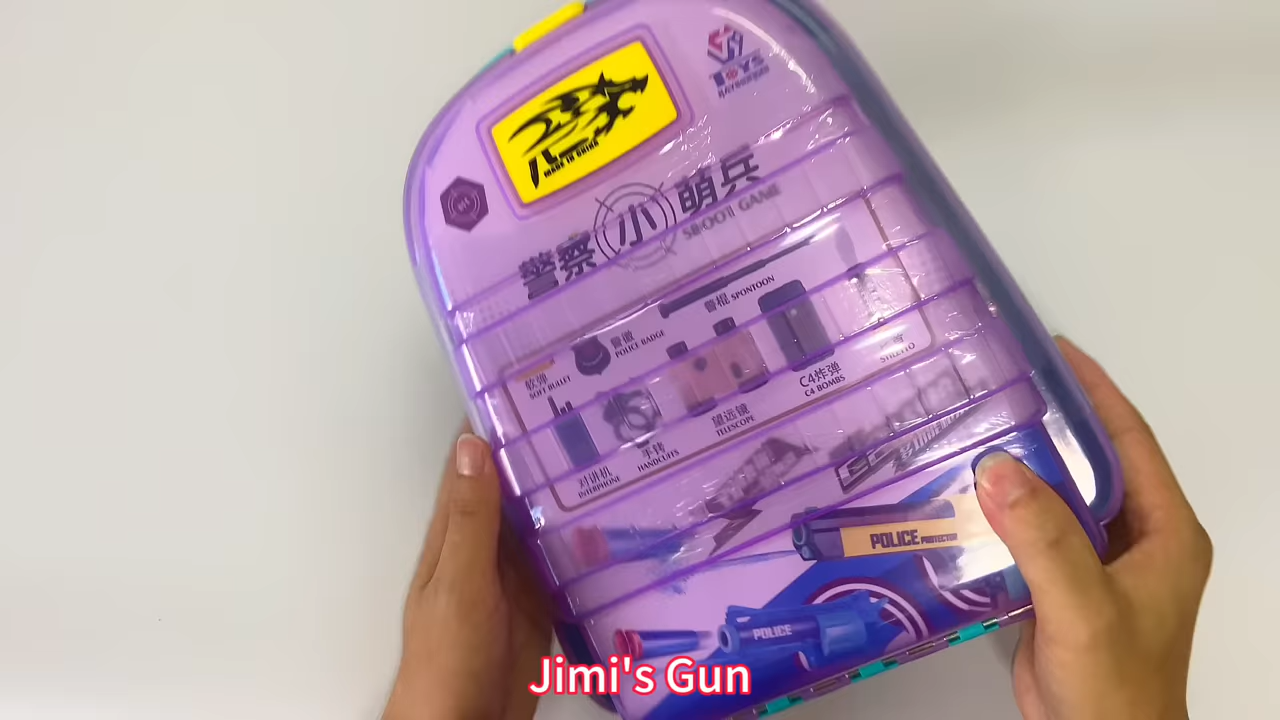 MADE IN CHINA
TOYS
警察小萌兵
SHOOTI GAME
警棍 SPONTOON
警徽
POLICE BADGE
软弹
SOFT BULLET
C4炸弹
C4 BOMBS
STILETTO
望远镜
TELESCOPE
手铐
HANDCUFFS
对讲机
INTERPHONE
POLICE PROTECTOR
POLICE
Jimi's Gun